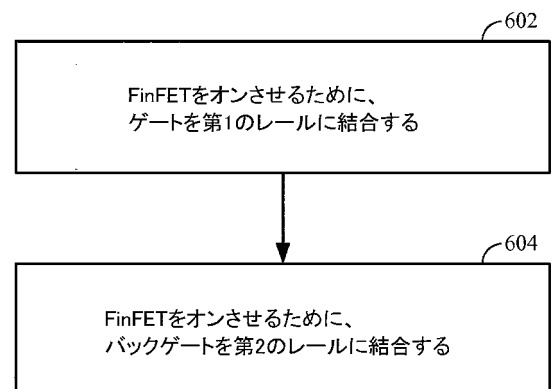 602
FinFETをオンさせるために、
ゲートを第1のレールに結合する
604
FinFETをオンさせるために、
バックゲートを第2のレールに結合する